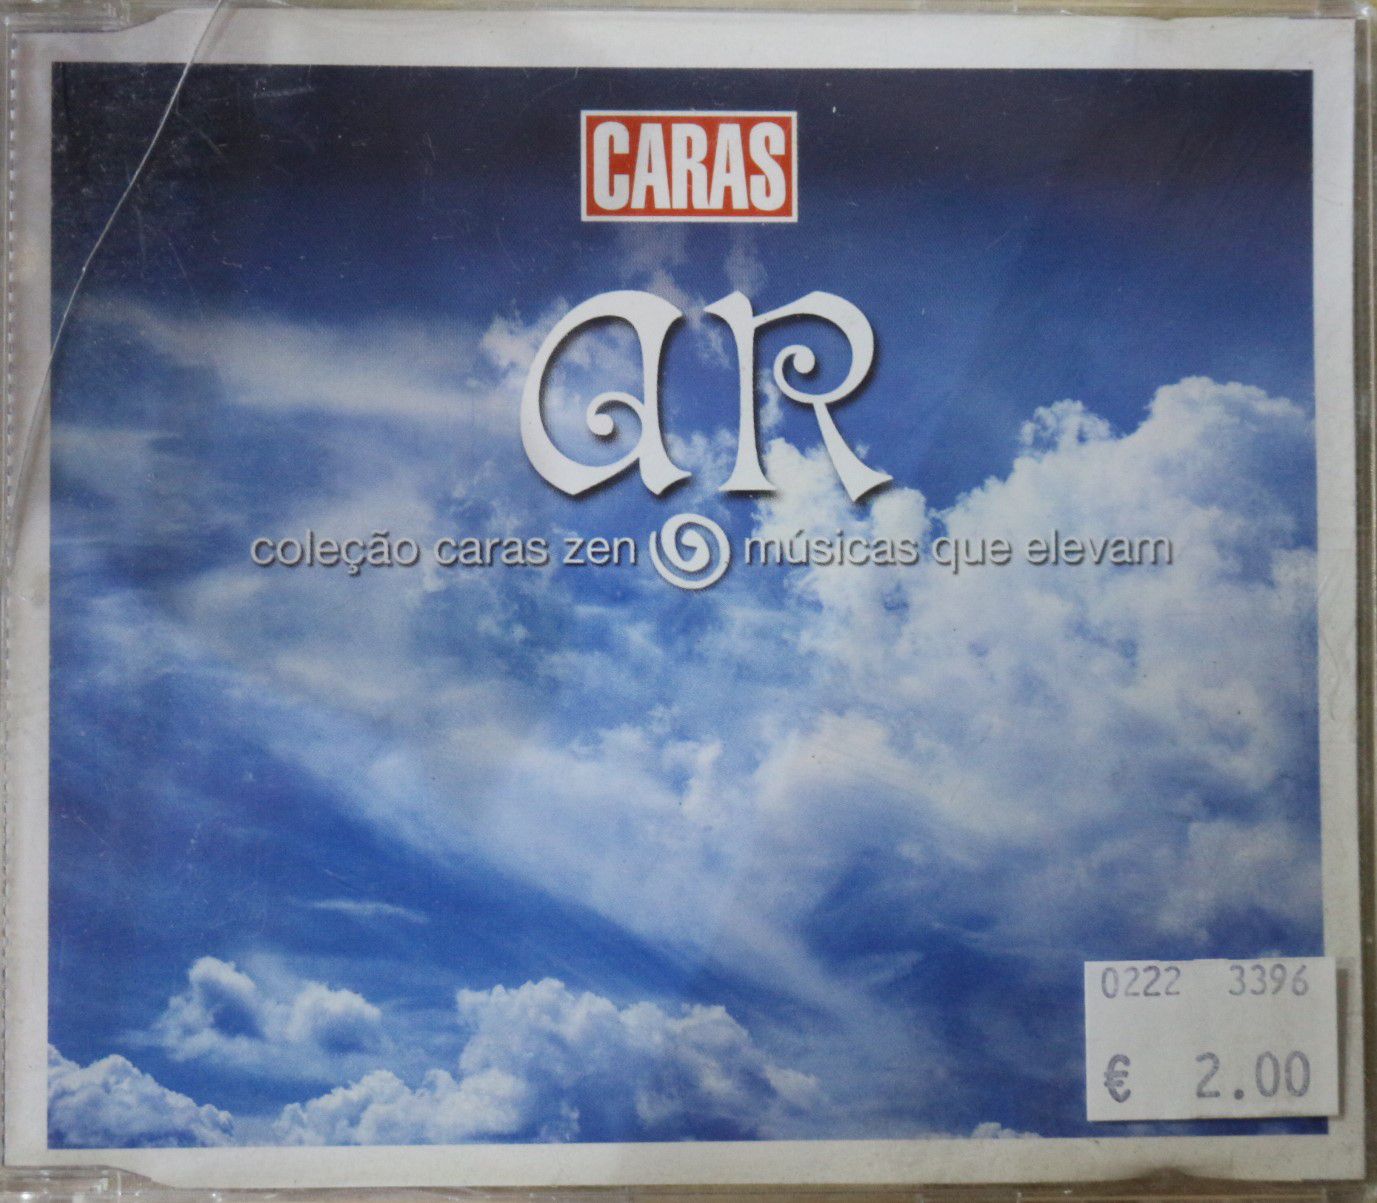 CARAS
ar
coleção caras zen músicas que elevam
0222 3396
€ 2.00